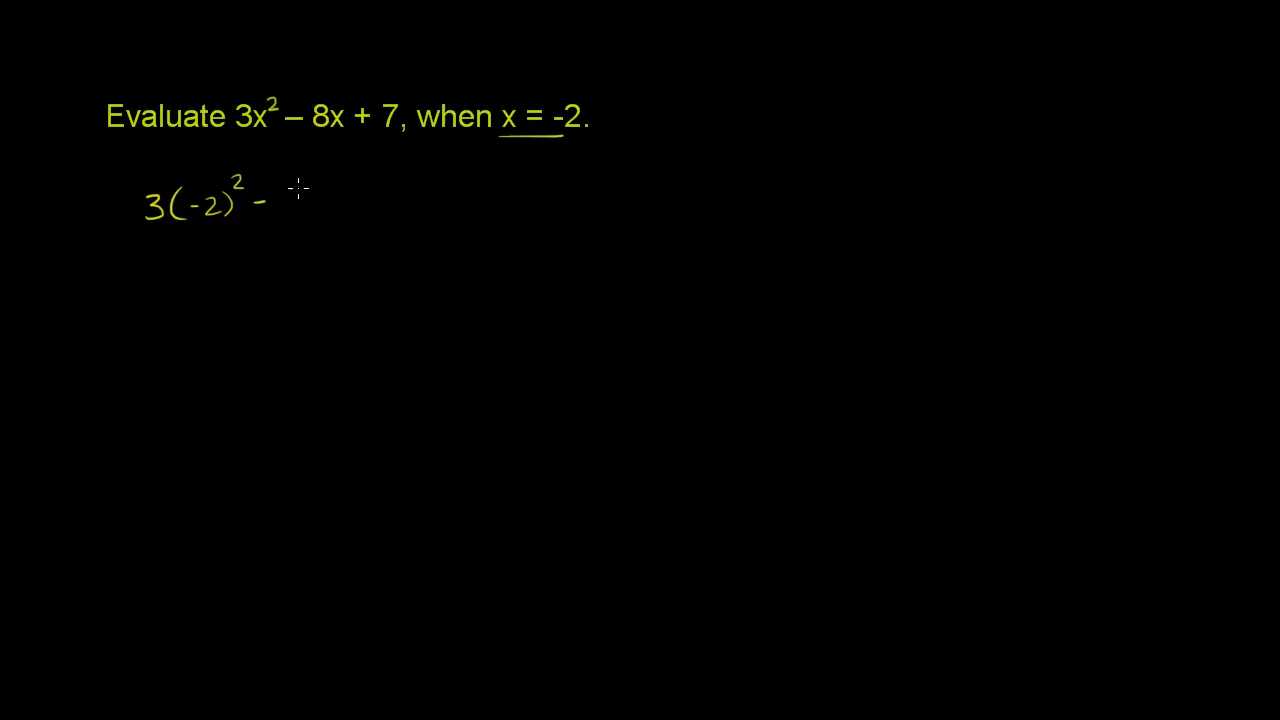 Evaluate 3x² – 8x + 7, when x = -2.
3(-2)² -